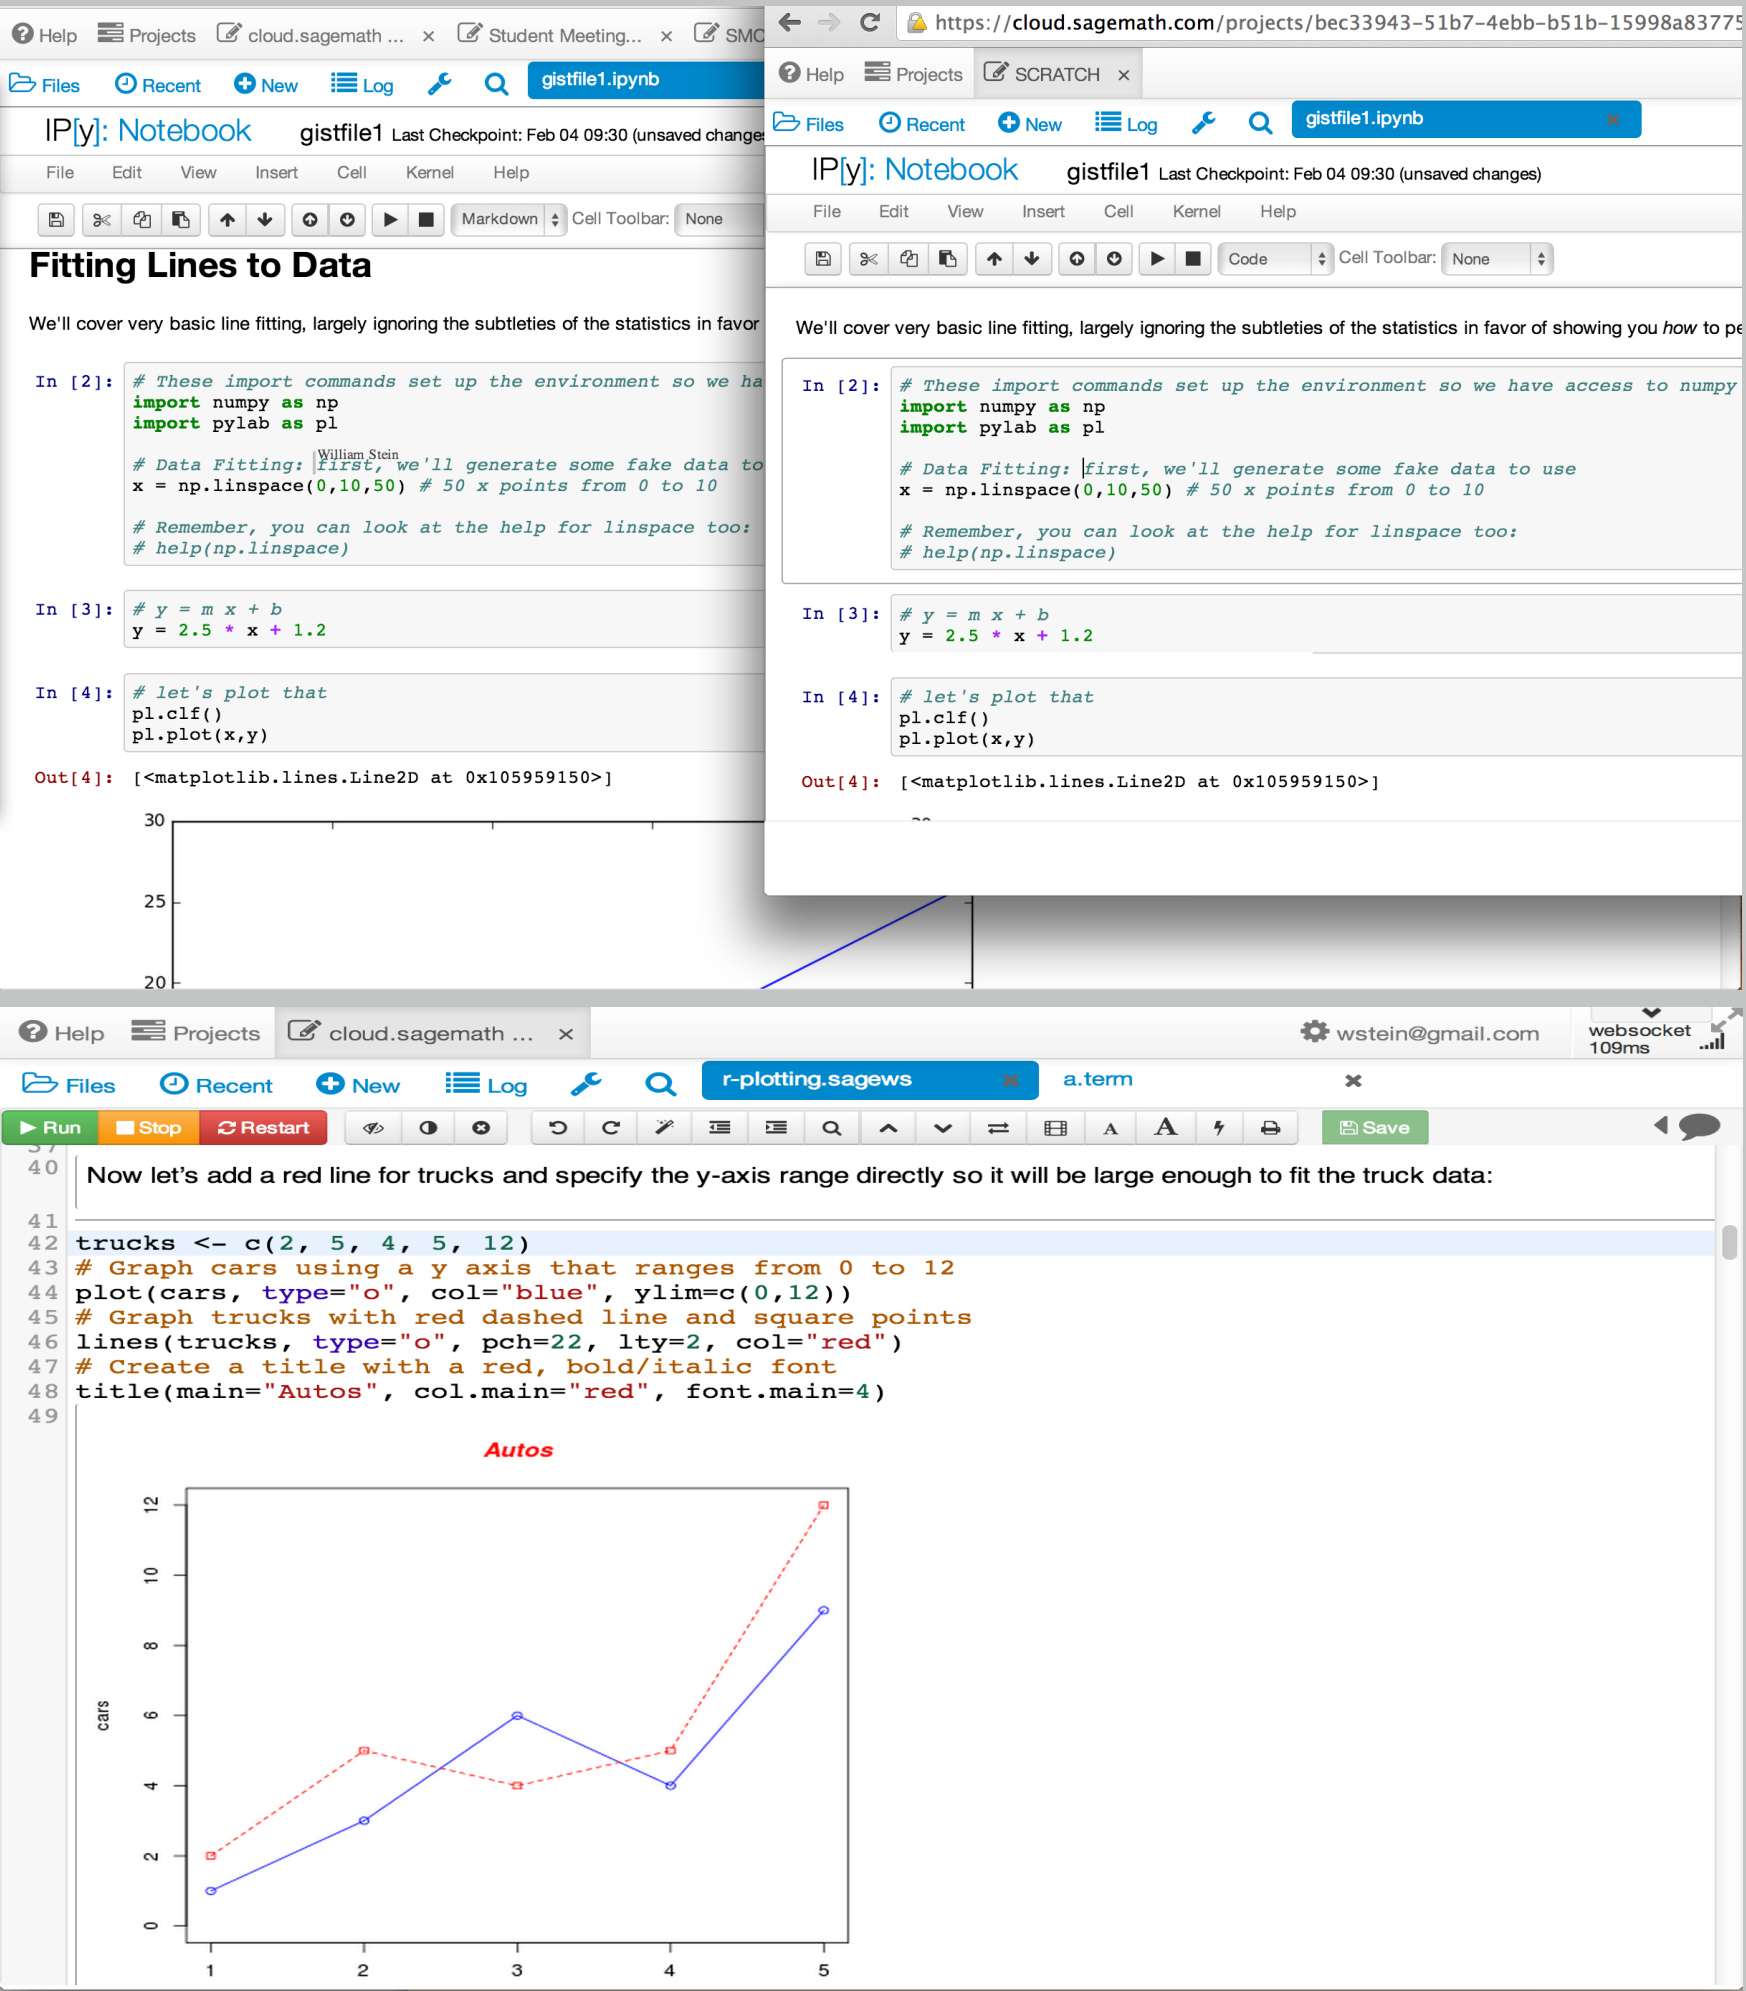 Help Projects cloud.sagemath ... × Student Meeting... × SMC
Files Recent New Log gistfile1.ipynb
IP[y]: Notebook gistfile1 Last Checkpoint: Feb 04 09:30 (unsaved changes
File Edit View Insert Cell Kernel Help
Markdown Cell Toolbar: None
Fitting Lines to Data
We'll cover very basic line fitting, largely ignoring the subtleties of the statistics in favor
In [2]: # These import commands set up the environment so we ha
import numpy as np
import pylab as pl
William Stein
# Data Fitting: first, we'll generate some fake data to
x = np.linspace(0,10,50) # 50 x points from 0 to 10
# Remember, you can look at the help for linspace too:
# help(np.linspace)
In [3]: # y = m x + b
y = 2.5 * x + 1.2
In [4]: # let's plot that
pl.clf()
pl.plot(x,y)
Out[4]: [<matplotlib.lines.Line2D at 0x105959150>]
30
25
20
https://cloud.sagemath.com/projects/bec33943-51b7-4ebb-b51b-15998a83775
Help Projects SCRATCH ×
Files Recent New Log gistfile1.ipynb ×
IP[y]: Notebook gistfile1 Last Checkpoint: Feb 04 09:30 (unsaved changes)
File Edit View Insert Cell Kernel Help
Code Cell Toolbar: None
We'll cover very basic line fitting, largely ignoring the subtleties of the statistics in favor of showing you how to pe
In [2]: # These import commands set up the environment so we have access to numpy
import numpy as np
import pylab as pl
# Data Fitting: first, we'll generate some fake data to use
x = np.linspace(0,10,50) # 50 x points from 0 to 10
# Remember, you can look at the help for linspace too:
# help(np.linspace)
In [3]: # y = m x + b
y = 2.5 * x + 1.2
In [4]: # let's plot that
pl.clf()
pl.plot(x,y)
Out[4]: [<matplotlib.lines.Line2D at 0x105959150>]
Help Projects cloud.sagemath ... × wstein@gmail.com websocket
109ms
Files Recent New Log r-plotting.sagews × a.term ×
Run Stop Restart A A Save
40 Now let's add a red line for trucks and specify the y-axis range directly so it will be large enough to fit the truck data:
41
42 trucks <- c(2, 5, 4, 5, 12)
43 # Graph cars using a y axis that ranges from 0 to 12
44 plot(cars, type="o", col="blue", ylim=c(0,12))
45 # Graph trucks with red dashed line and square points
46 lines(trucks, type="o", pch=22, lty=2, col="red")
47 # Create a title with a red, bold/italic font
48 title(main="Autos", col.main="red", font.main=4)
49
Autos
12
10
8
6
4
2
0
cars
1 2 3 4 5